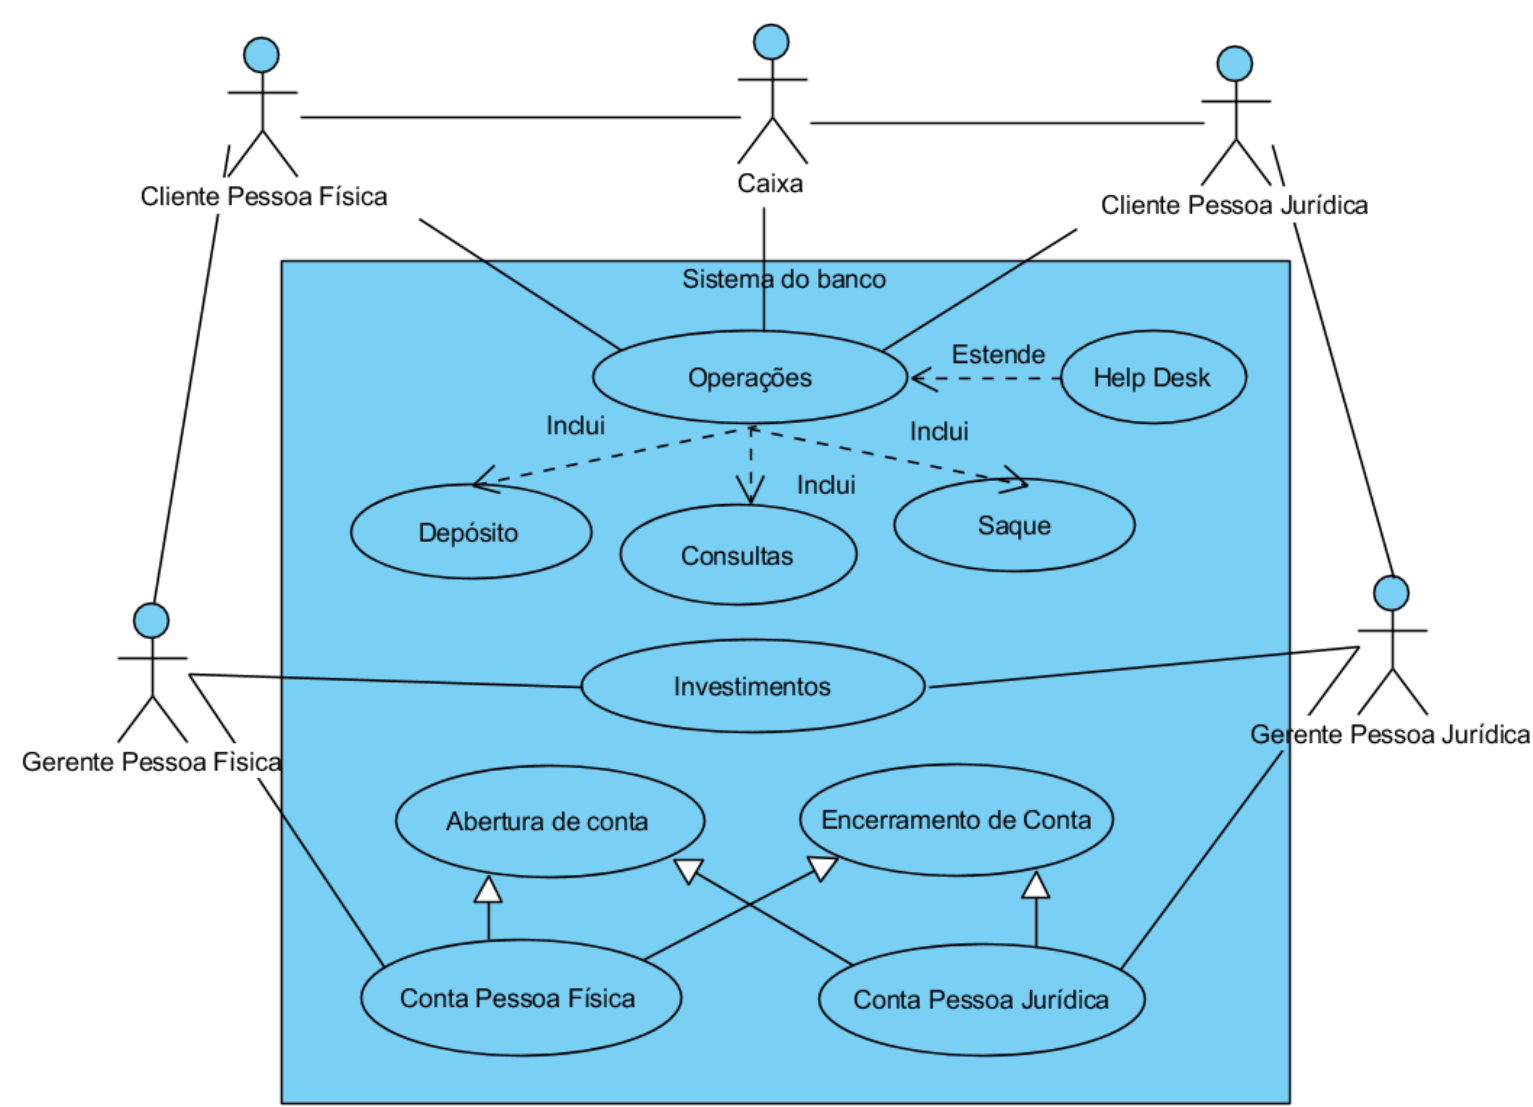 Cliente Pessoa Física
Caixa
Cliente Pessoa Jurídica
Sistema do banco
Operações
Estende
Help Desk
Inclui
Inclui
Inclui
Depósito
Consultas
Saque
Investimentos
Gerente Pessoa Fìsica
Gerente Pessoa Jurídica
Abertura de conta
Encerramento de Conta
Conta Pessoa Física
Conta Pessoa Jurídica